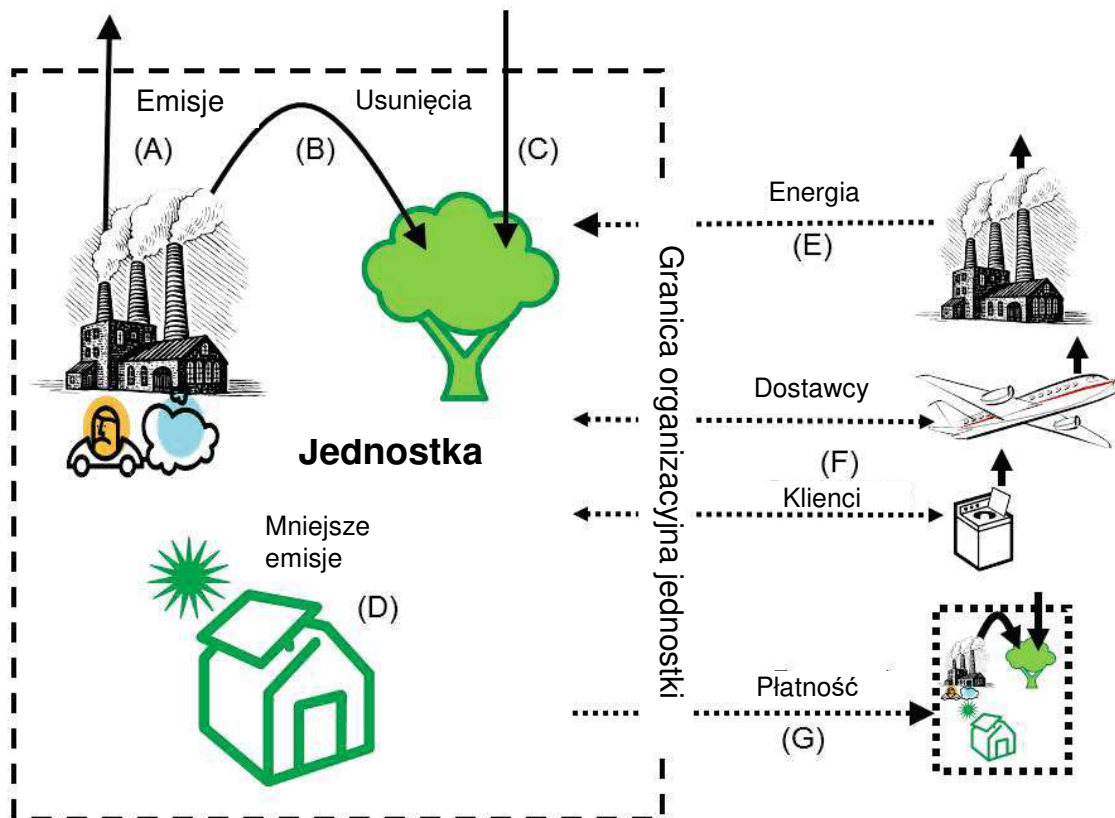 Emisje
Usunięcia
(A)
(B)
(C)
Energia
(E)
Granica organizacyjna jednostki
Dostawcy
Jednostka
(F)
Klienci
Mniejsze
emisje
(D)
Płatność
(G)